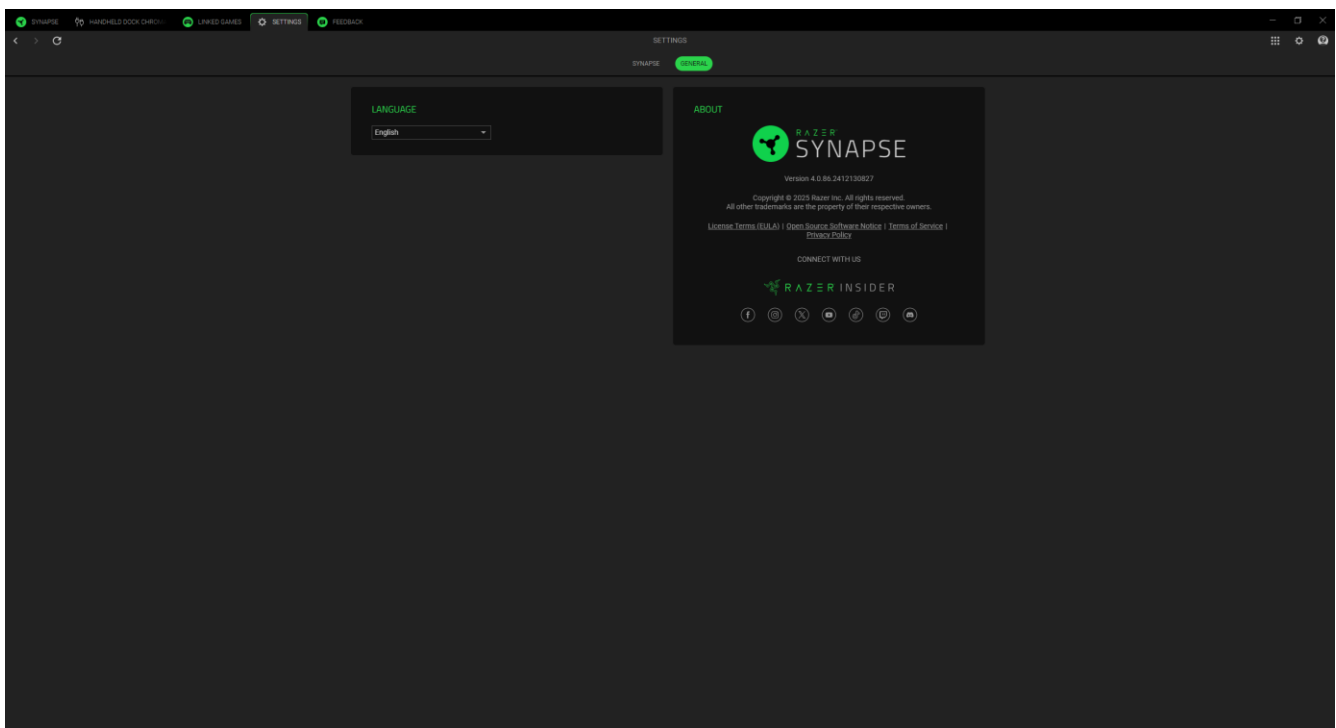 SYNAPSE
HANDHELD DOCK CHROM
LINKED GAMES
SETTINGS
FEEDBACK
SETTINGS
SYNAPSE
GENERAL
LANGUAGE
English
ABOUT
RAZER
SYNAPSE
Version 4.0.86.2412130827
Copyright © 2025 Razer Inc. All rights reserved.
All other trademarks are the property of their respective owners.
License Terms (EULA) | Open Source Software Notice | Terms of Service |
Privacy Policy
CONNECT WITH US
RAZER INSIDER